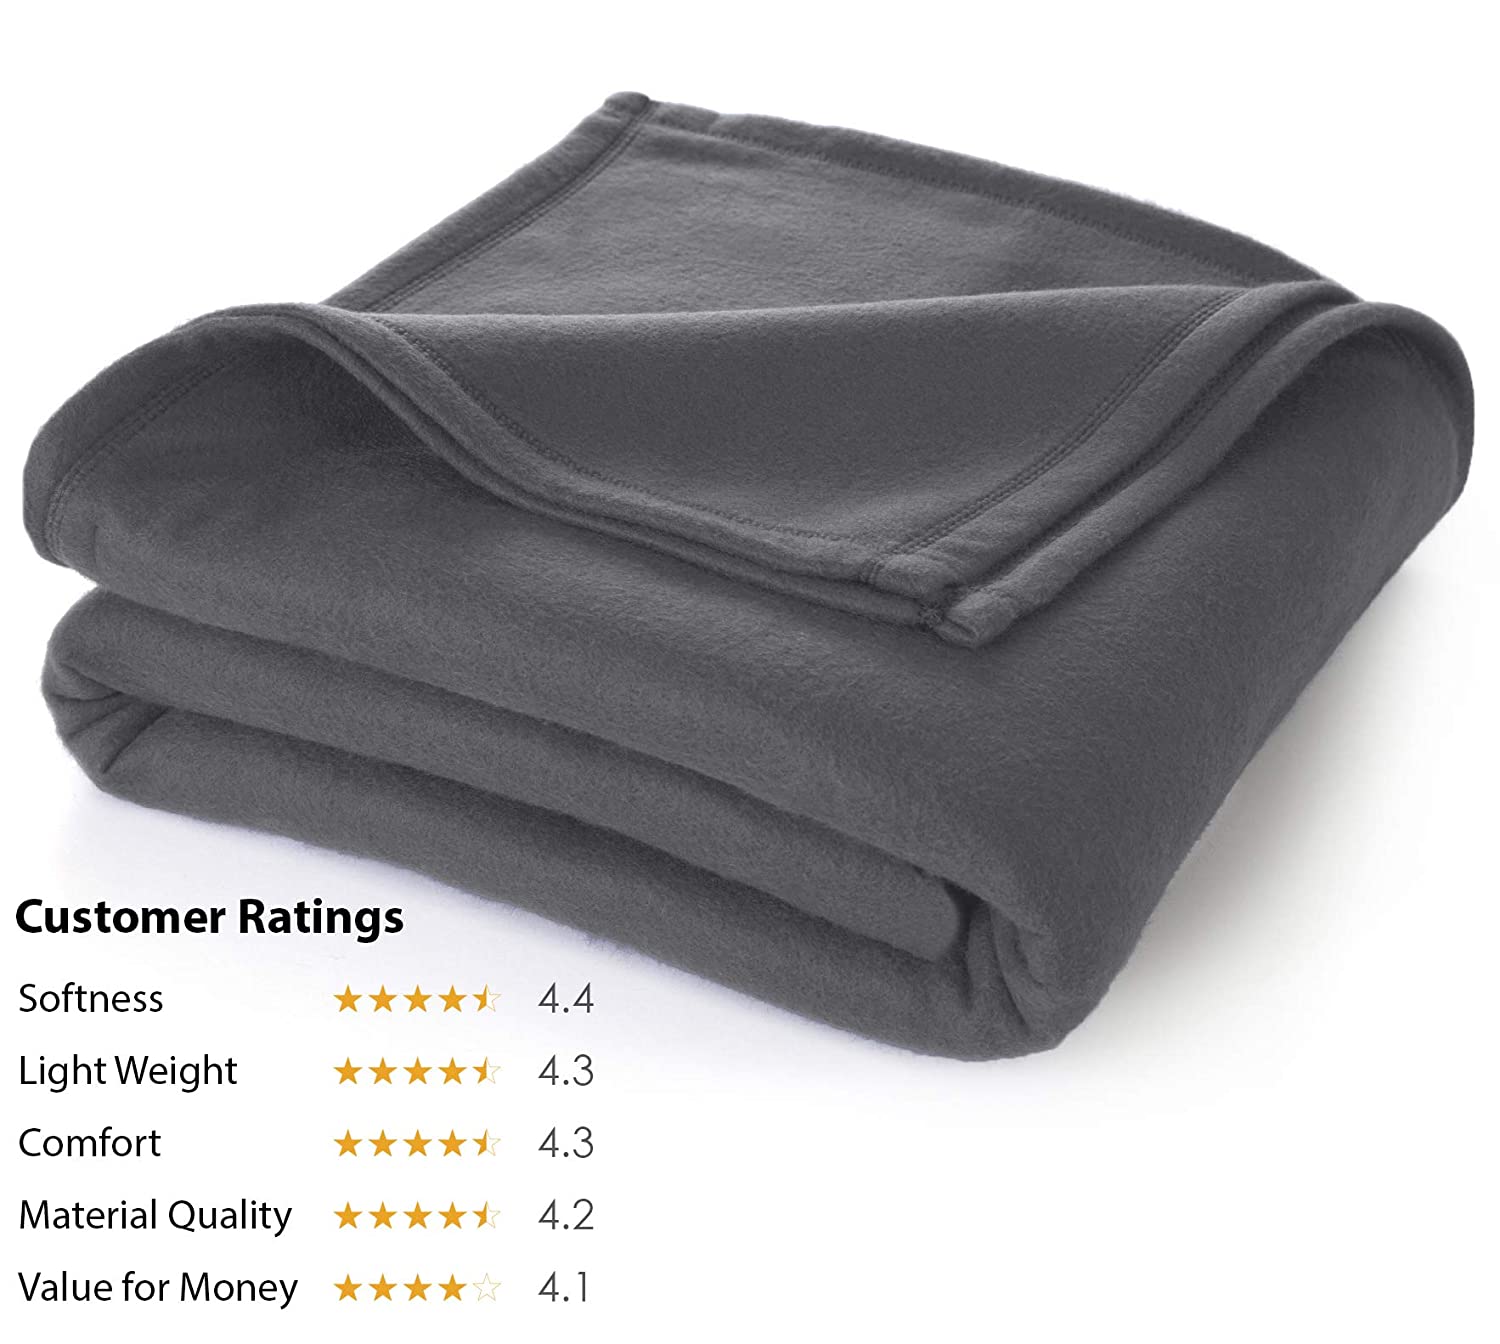 Customer Ratings
Softness ★★★★⯪ 4.4
Light Weight ★★★★⯪ 4.3
Comfort ★★★★⯪ 4.3
Material Quality ★★★★⯪ 4.2
Value for Money ★★★★☆ 4.1